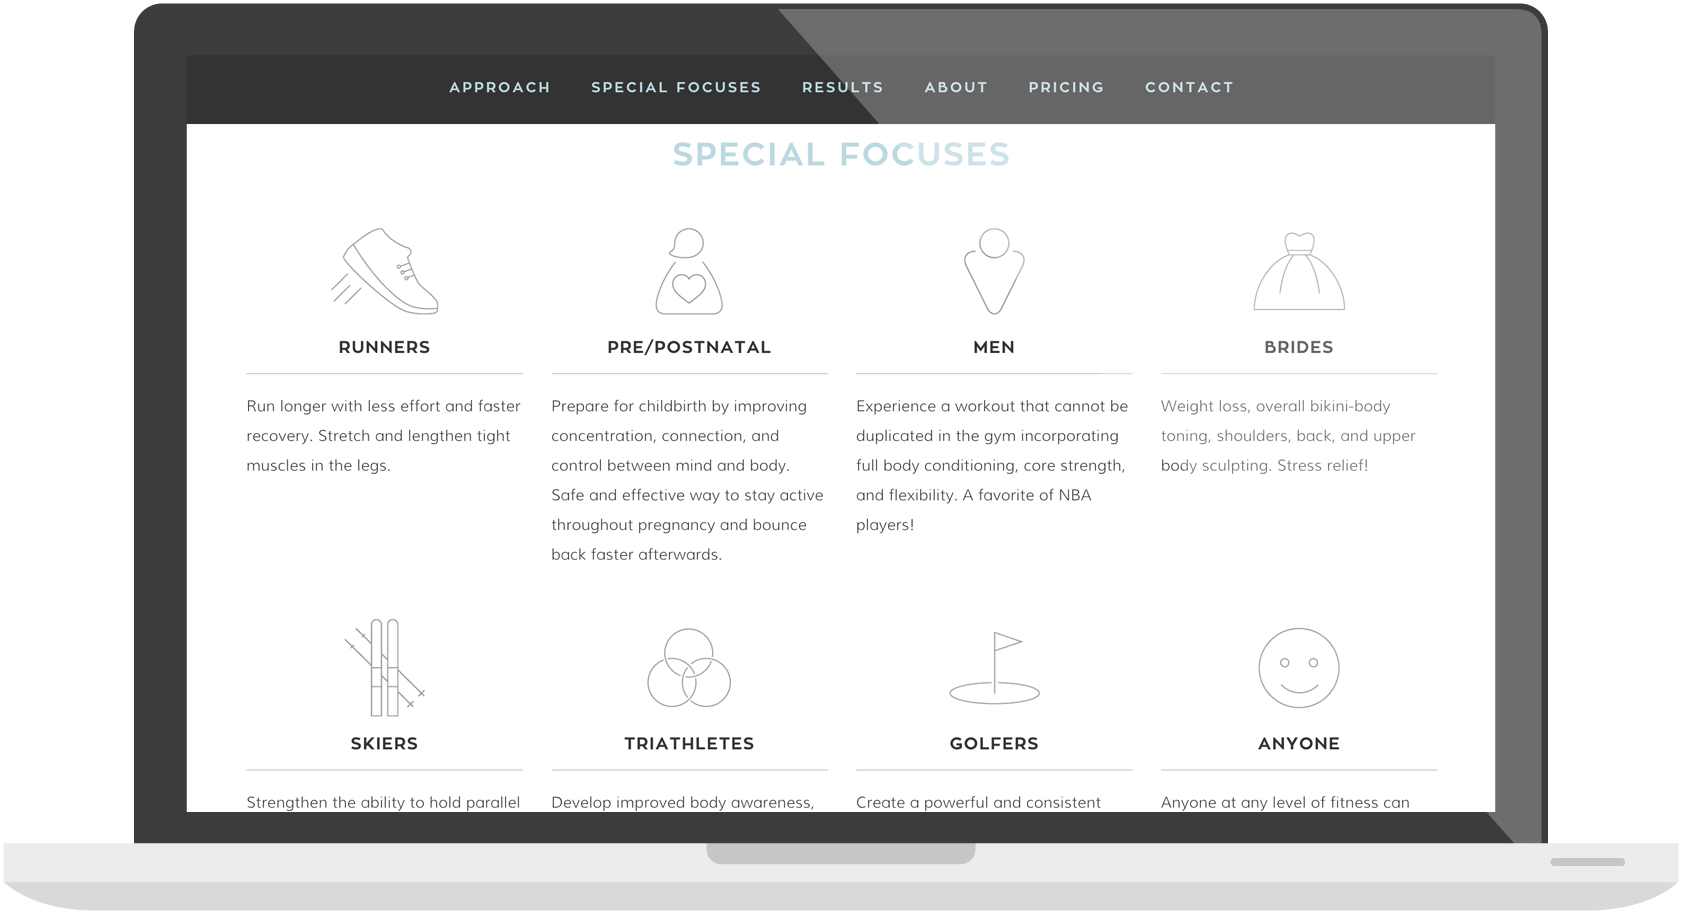 APPROACH SPECIAL FOCUSES RESULTS ABOUT PRICING CONTACT
SPECIAL FOCUSES
RUNNERS
Run longer with less effort and faster
recovery. Stretch and lengthen tight
muscles in the legs.
PRE/POSTNATAL
Prepare for childbirth by improving
concentration, connection, and
control between mind and body.
Safe and effective way to stay active
throughout pregnancy and bounce
back faster afterwards.
MEN
Experience a workout that cannot be
duplicated in the gym incorporating
full body conditioning, core strength,
and flexibility. A favorite of NBA
players!
BRIDES
Weight loss, overall bikini-body
toning, shoulders, back, and upper
body sculpting. Stress relief!
SKIERS
Strengthen the ability to hold parallel
TRIATHLETES
Develop improved body awareness,
GOLFERS
Create a powerful and consistent
ANYONE
Anyone at any level of fitness can